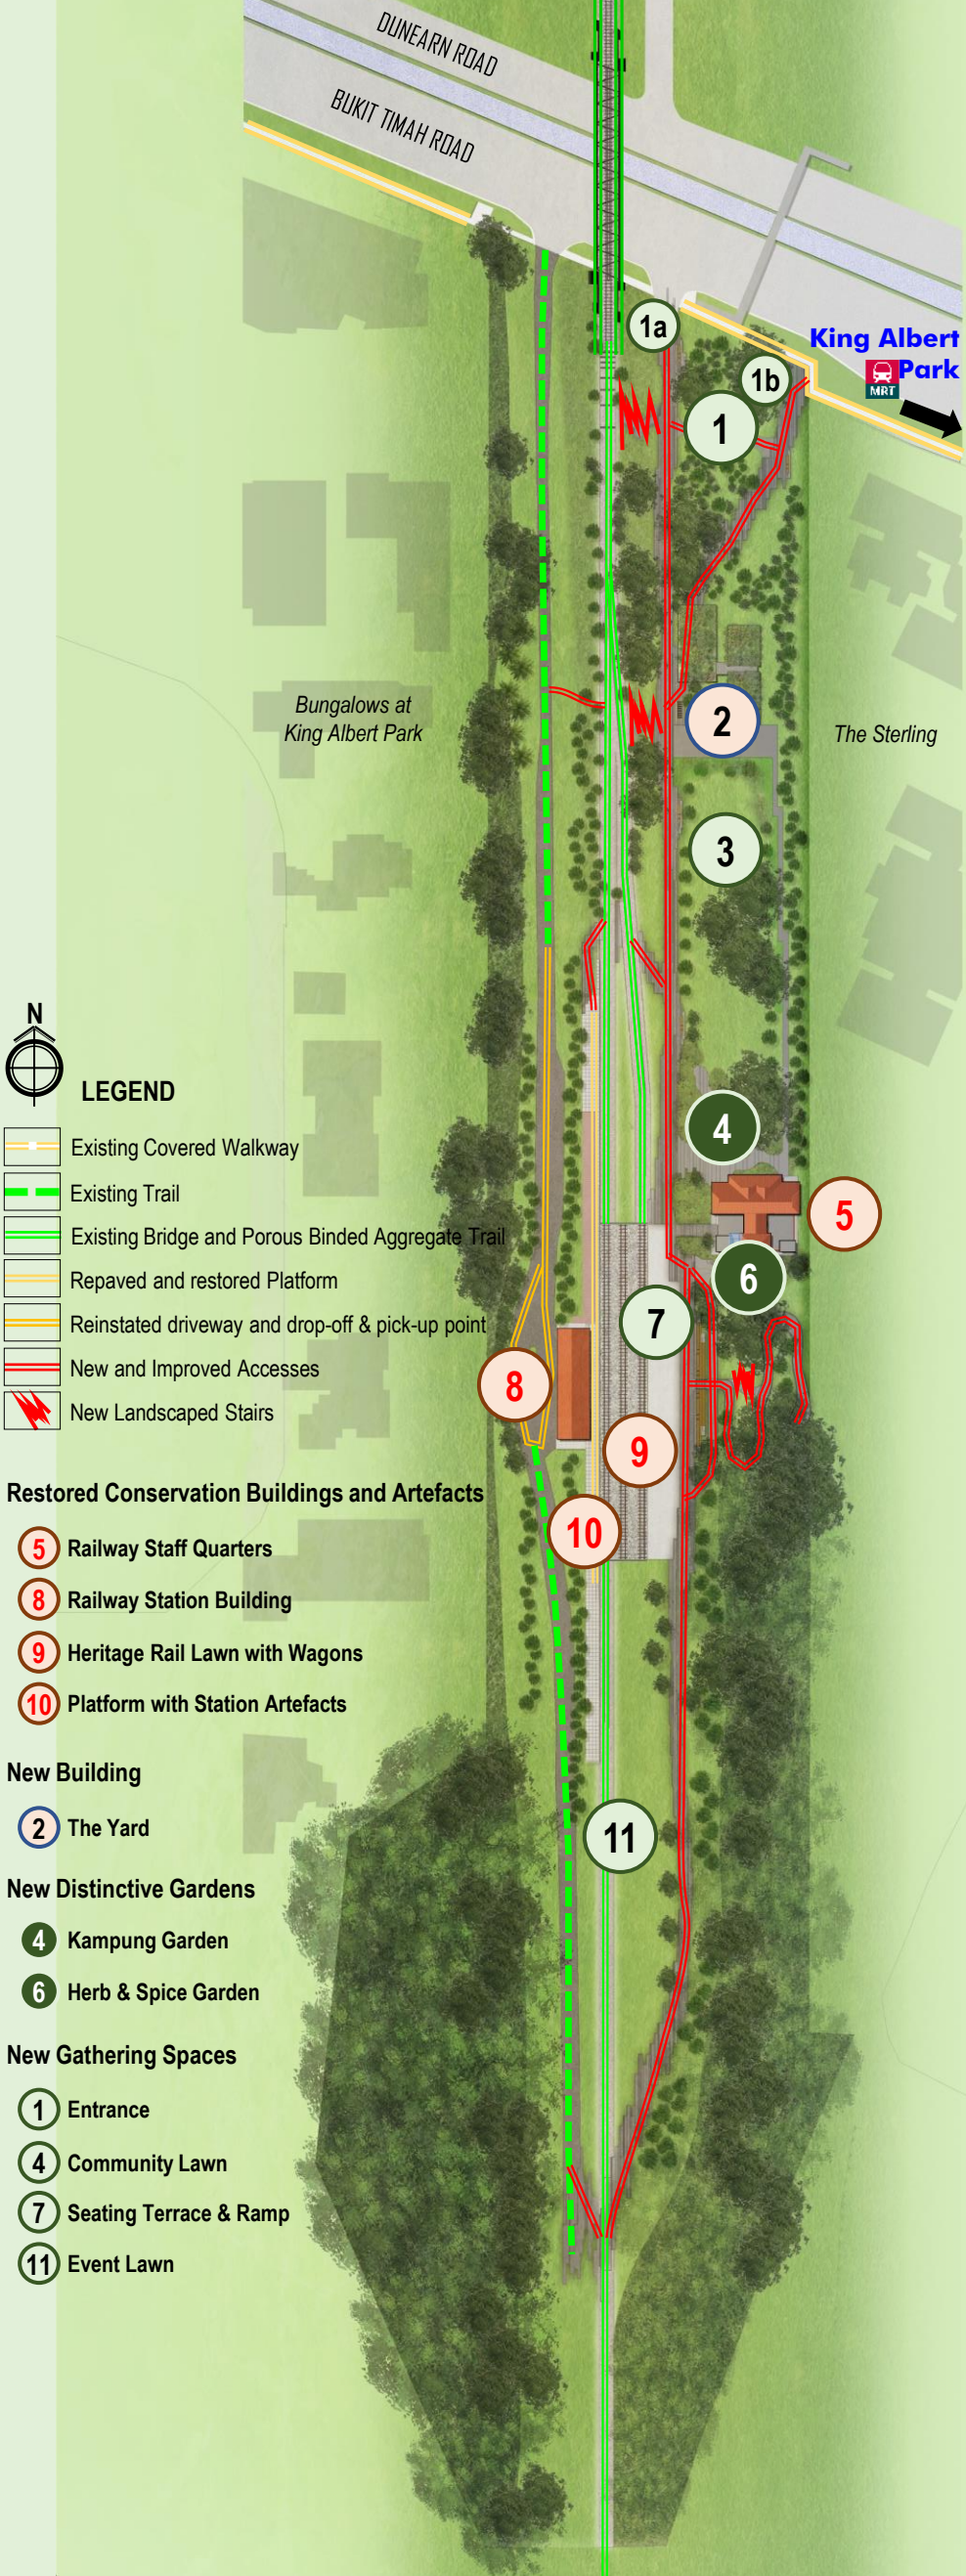 DUNEARN ROAD
BUKIT TIMAH ROAD
1a
King Albert
Park
MRT
1b
1
Bungalows at
King Albert Park
2
The Sterling
3
N
LEGEND
4
Existing Covered Walkway
Existing Trail
5
Existing Bridge and Porous Binded Aggregate Trail
6
Repaved and restored Platform
7
Reinstated driveway and drop-off & pick-up point
New and Improved Accesses
8
New Landscaped Stairs
9
Restored Conservation Buildings and Artefacts
10
5 Railway Staff Quarters
8 Railway Station Building
9 Heritage Rail Lawn with Wagons
10 Platform with Station Artefacts
New Building
2 The Yard
11
New Distinctive Gardens
4 Kampung Garden
6 Herb & Spice Garden
New Gathering Spaces
1 Entrance
4 Community Lawn
7 Seating Terrace & Ramp
11 Event Lawn